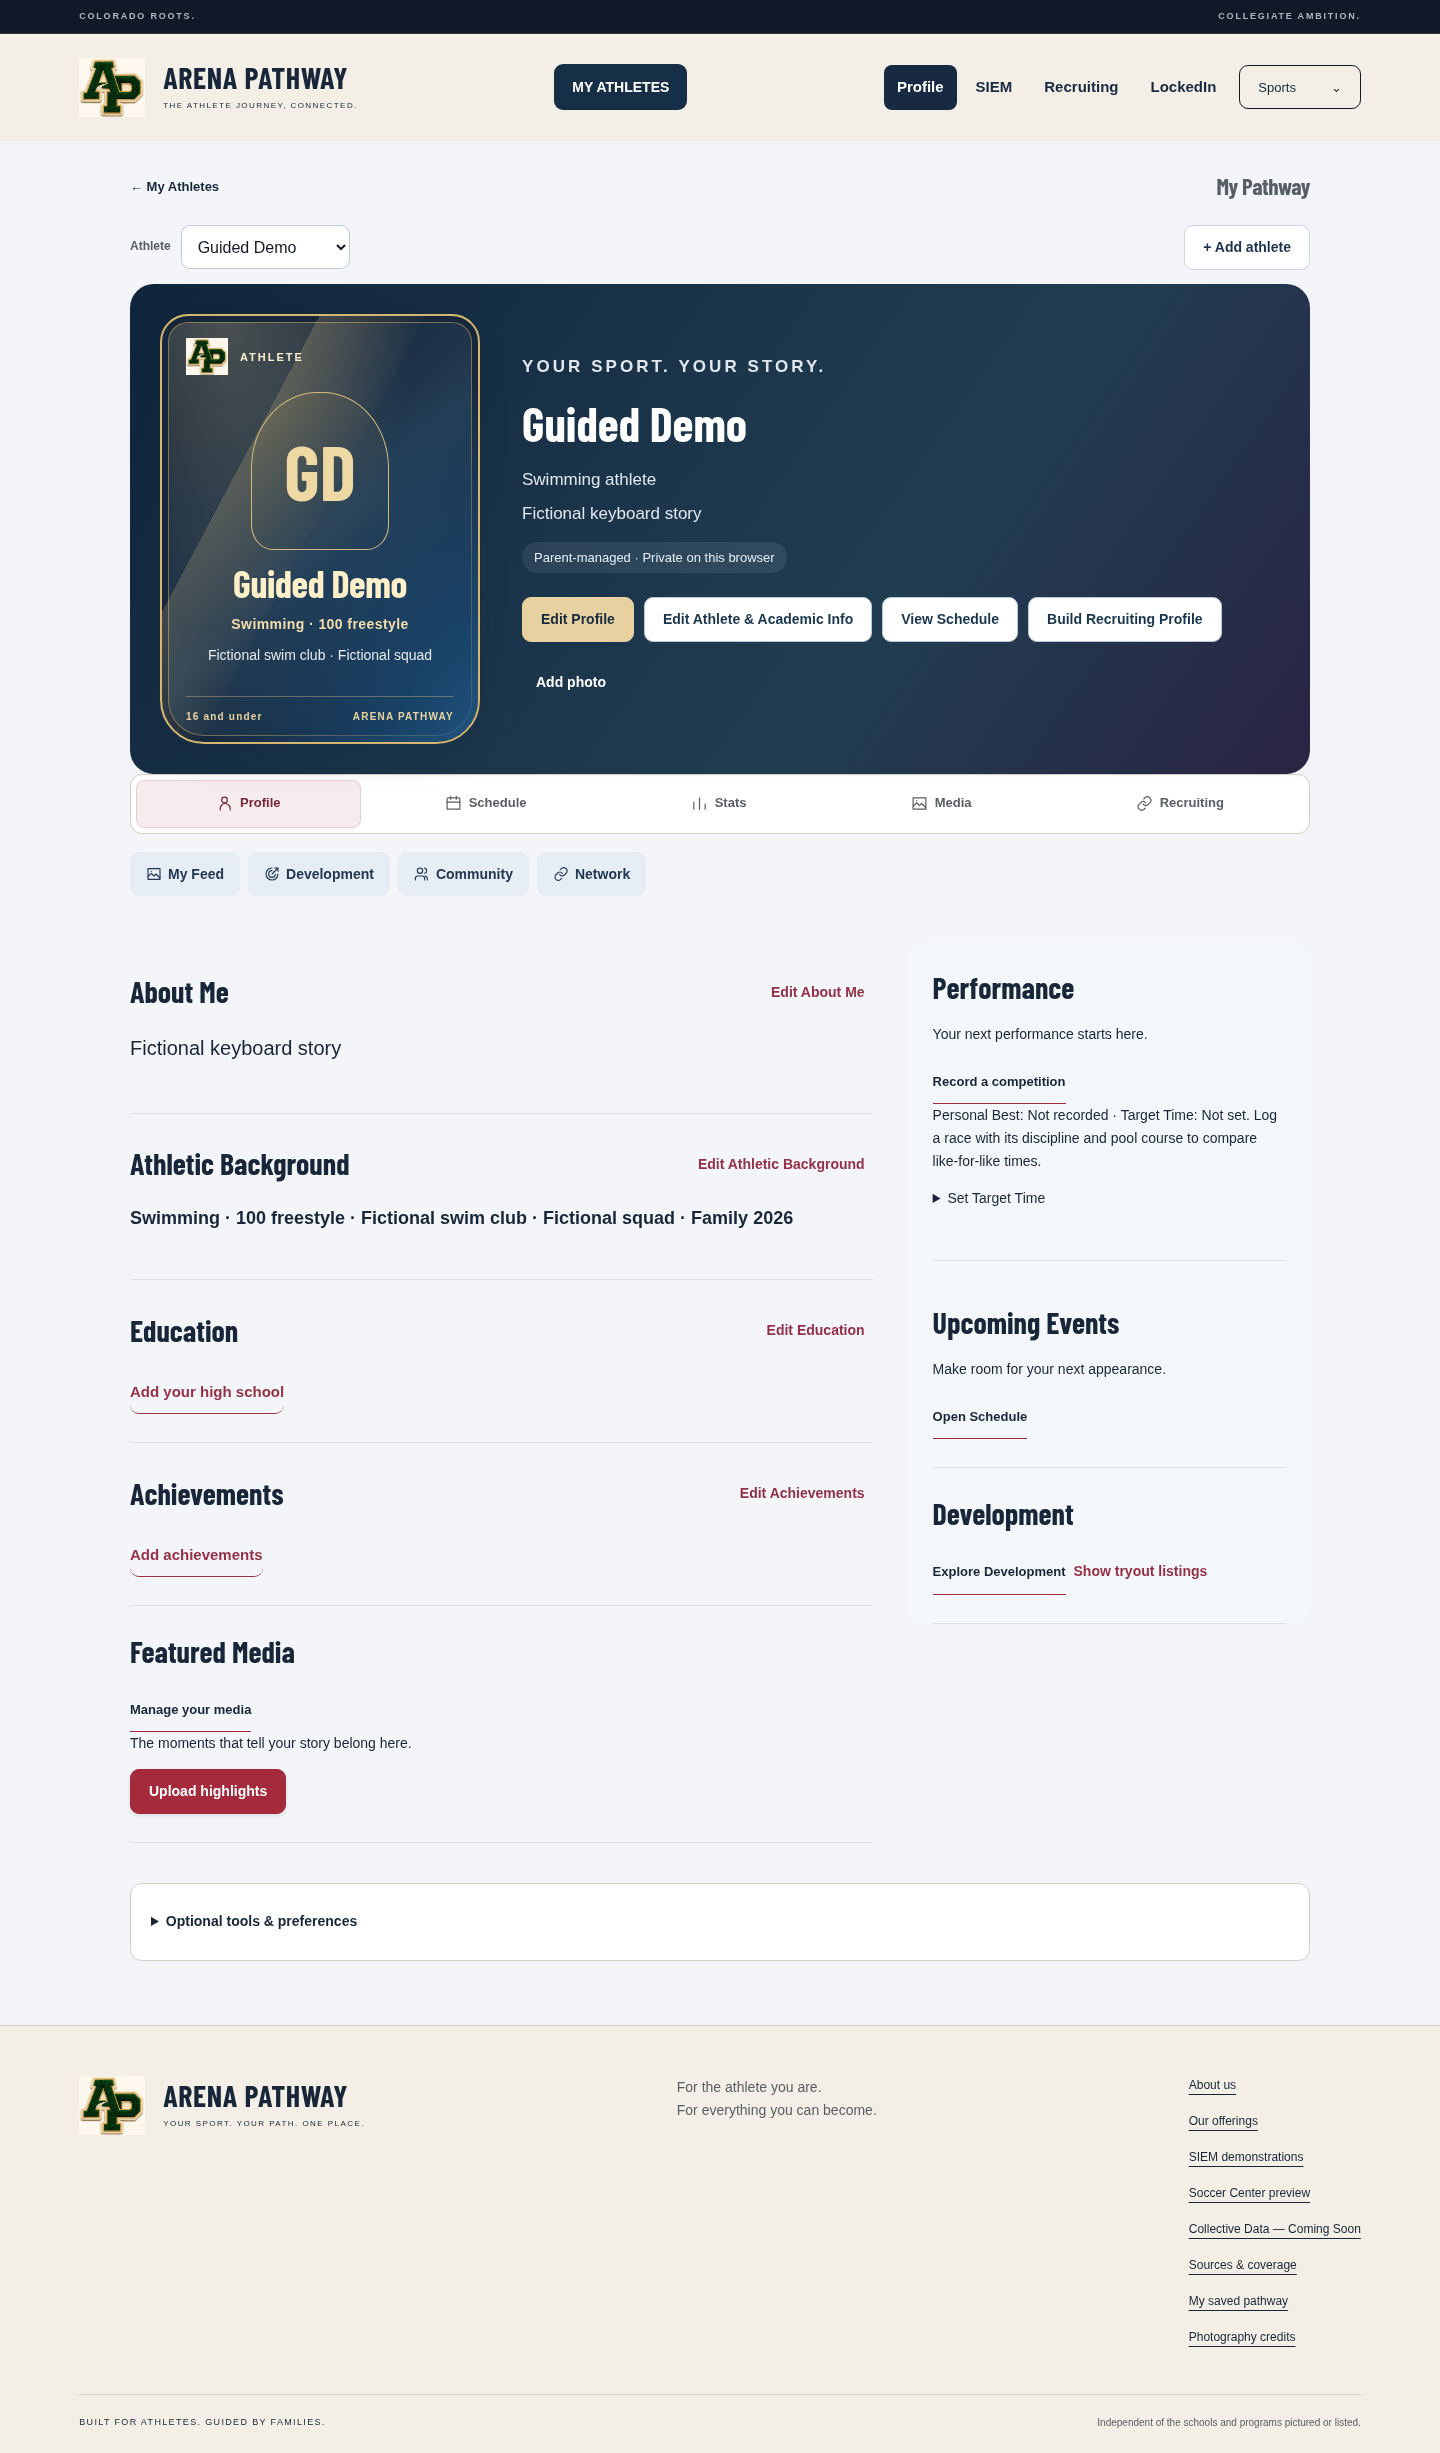 COLORADO ROOTS.
COLLEGIATE AMBITION.
AP
ARENA PATHWAY
THE ATHLETE JOURNEY, CONNECTED.
MY ATHLETES
Profile
SIEM
Recruiting
LockedIn
Sports
← My Athletes
My Pathway
Athlete
Guided Demo
+ Add athlete
AP
ATHLETE
GD
Guided Demo
Swimming · 100 freestyle
Fictional swim club · Fictional squad
16 and under
ARENA PATHWAY
YOUR SPORT. YOUR STORY.
Guided Demo
Swimming athlete
Fictional keyboard story
Parent-managed · Private on this browser
Edit Profile
Edit Athlete & Academic Info
View Schedule
Build Recruiting Profile
Add photo
Profile
Schedule
Stats
Media
Recruiting
My Feed
Development
Community
Network
About Me
Edit About Me
Fictional keyboard story
Athletic Background
Edit Athletic Background
Swimming · 100 freestyle · Fictional swim club · Fictional squad · Family 2026
Education
Edit Education
Add your high school
Achievements
Edit Achievements
Add achievements
Featured Media
Manage your media
The moments that tell your story belong here.
Upload highlights
Performance
Your next performance starts here.
Record a competition
Personal Best: Not recorded · Target Time: Not set. Log
a race with its discipline and pool course to compare
like-for-like times.
Set Target Time
Upcoming Events
Make room for your next appearance.
Open Schedule
Development
Explore Development
Show tryout listings
Optional tools & preferences
AP
ARENA PATHWAY
YOUR SPORT. YOUR PATH. ONE PLACE.
For the athlete you are.
For everything you can become.
About us
Our offerings
SIEM demonstrations
Soccer Center preview
Collective Data — Coming Soon
Sources & coverage
My saved pathway
Photography credits
BUILT FOR ATHLETES. GUIDED BY FAMILIES.
Independent of the schools and programs pictured or listed.